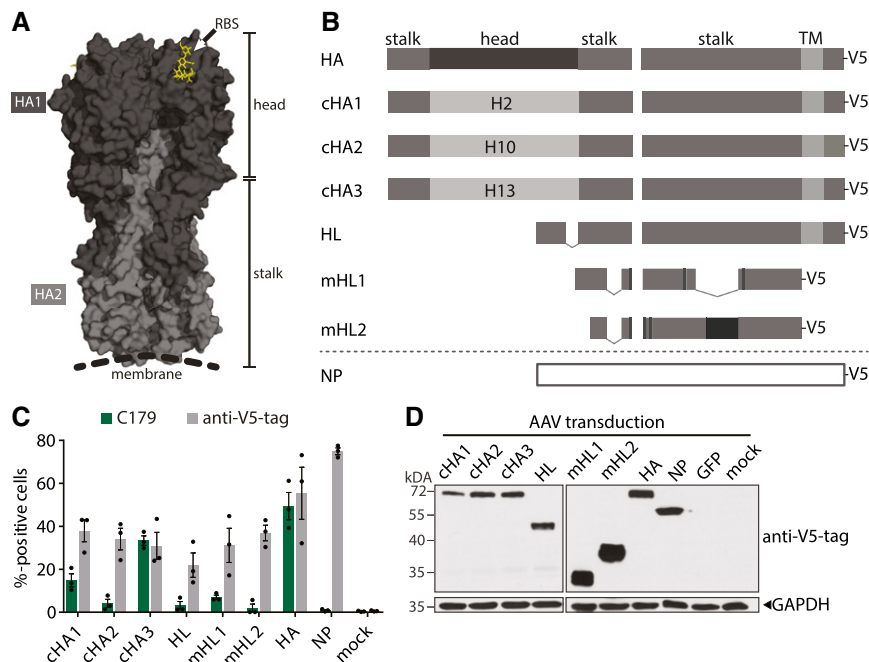 A
RBS
HA1
head
stalk
HA2
membrane
B
stalk head stalk stalk TM
HA -V5
cHA1 H2 -V5
cHA2 H10 -V5
cHA3 H13 -V5
HL -V5
mHL1 -V5
mHL2 -V5
NP -V5
C
C179 anti-V5-tag
%-positive cells
80
60
40
20
0
cHA1 cHA2 cHA3 HL mHL1 mHL2 HA NP mock
D
AAV transduction
kDA cHA1 cHA2 cHA3 HL mHL1 mHL2 HA NP GFP mock
72
55
40
35
anti-V5-tag
35 GAPDH